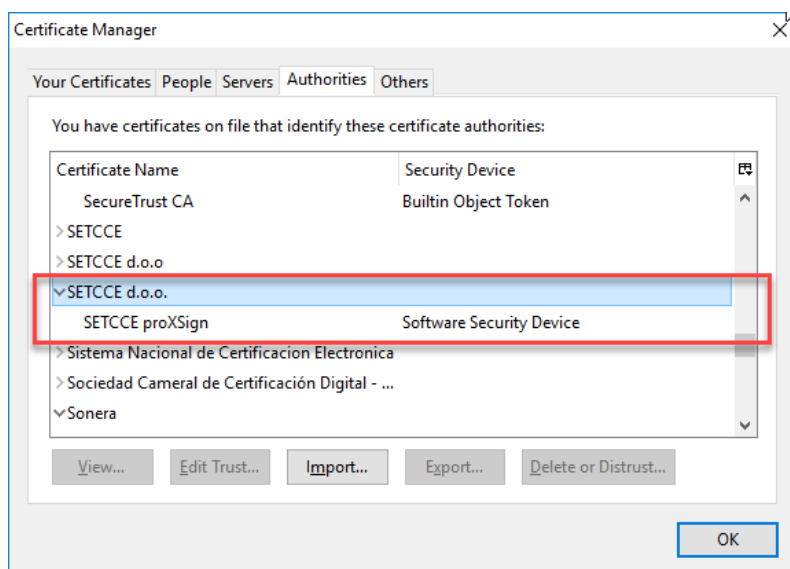 Certificate Manager
Your Certificates People Servers Authorities Others
You have certificates on file that identify these certificate authorities:
Certificate Name Security Device
SecureTrust CA Builtin Object Token
SETCCE
SETCCE d.o.o
SETCCE d.o.o.
SETCCE proXSign Software Security Device
Sistema Nacional de Certificacion Electronica
Sociedad Cameral de Certificación Digital - ...
Sonera
View... Edit Trust... Import... Export... Delete or Distrust...
OK